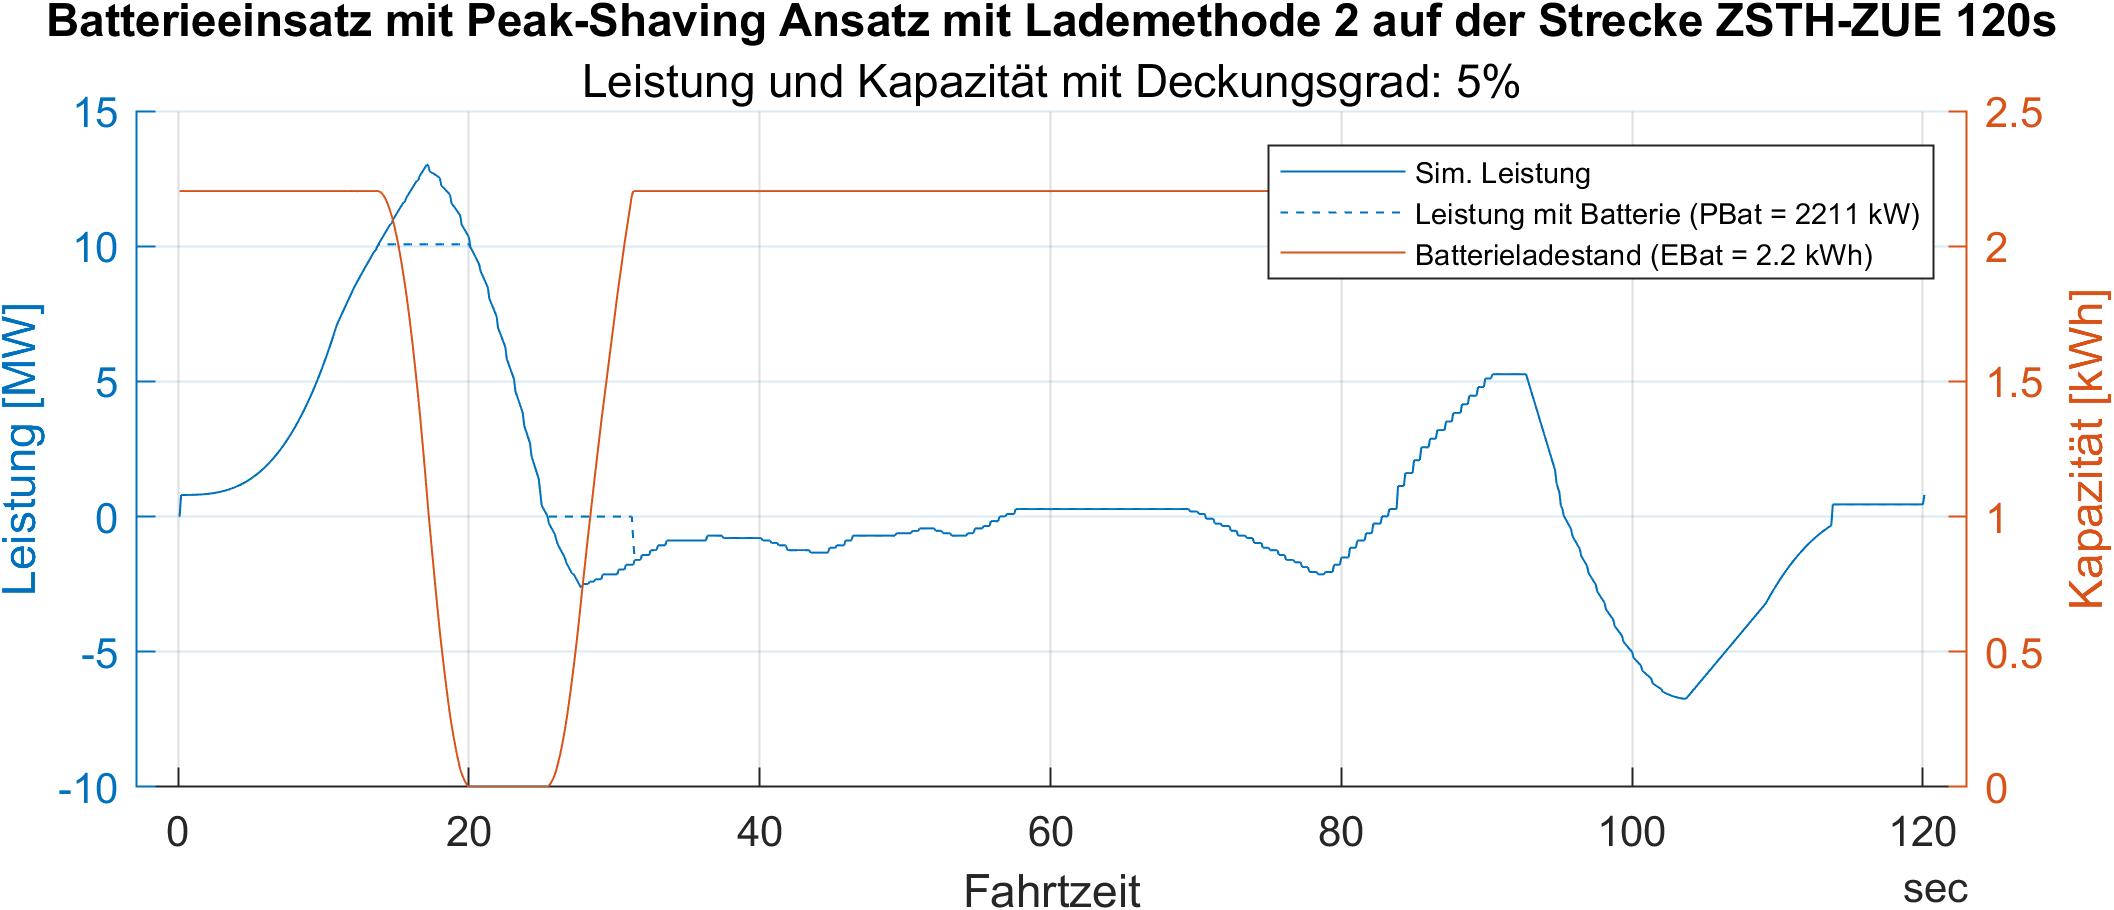 Batterieeinsatz mit Peak-Shaving Ansatz mit Lademethode 2 auf der Strecke ZSTH-ZUE 120s
Leistung und Kapazität mit Deckungsgrad: 5%
15
10
5
0
-5
-10
Leistung [MW]
2.5
2
1.5
1
0.5
0
Kapazität [kWh]
Sim. Leistung
Leistung mit Batterie (PBat = 2211 kW)
Batterieladestand (EBat = 2.2 kWh)
0 20 40 60 80 100 120
Fahrtzeit
sec